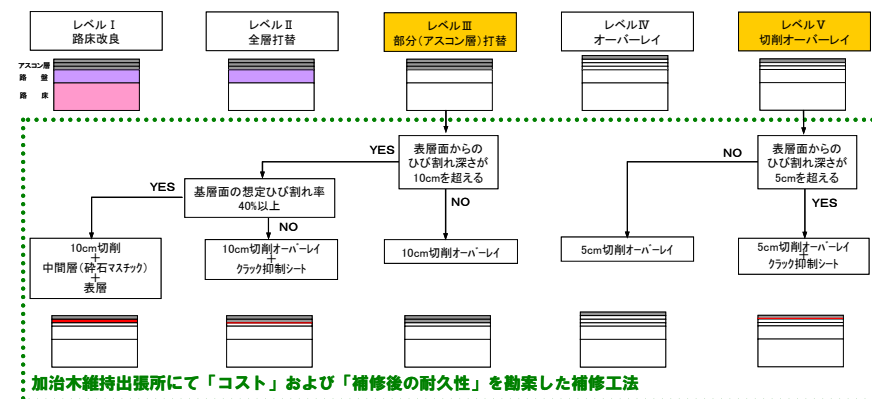 レベルⅠ
路床改良
レベルⅡ
全層打替
レベルⅢ
部分(アスコン層)打替
レベルⅣ
オーバーレイ
レベルⅤ
切削オーバーレイ
アスコン層
路 盤
路 床
表層面からの
ひび割れ深さが
10cmを超える
YES
NO
基層面の想定ひび割れ率
40%以上
YES
NO
表層面からの
ひび割れ深さが
5cmを超える
NO
YES
10cm切削
+
中間層(砕石マスチック)
+
表層
10cm切削オーバーレイ
+
クラック抑制シート
10cm切削オーバーレイ
5cm切削オーバーレイ
5cm切削オーバーレイ
+
クラック抑制シート
加治木維持出張所にて「コスト」および「補修後の耐久性」を勘案した補修工法